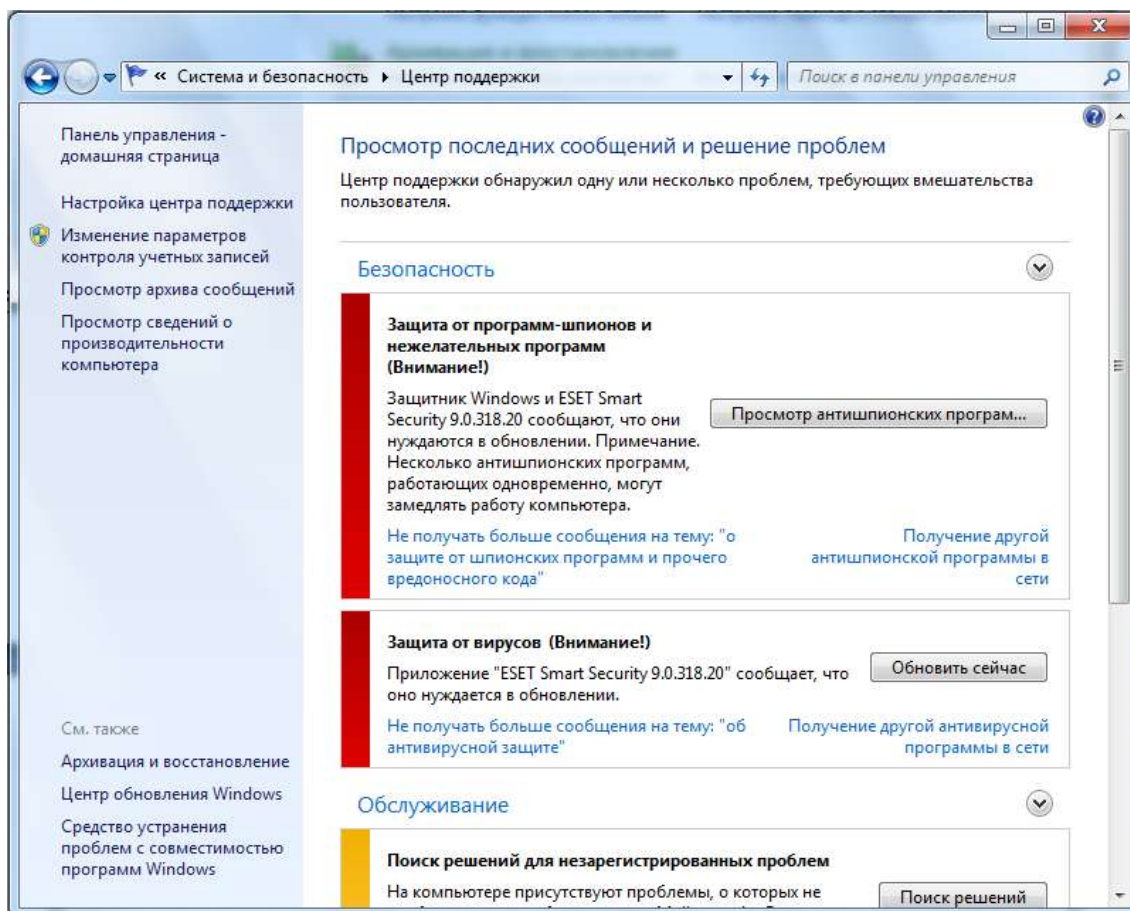 Архивация и восстановление
« Система и безопасность ▸ Центр поддержки
Поиск в панели управления
Панель управления -
домашняя страница
Настройка центра поддержки
Изменение параметров
контроля учетных записей
Просмотр архива сообщений
Просмотр сведений о
производительности
компьютера
См. также
Архивация и восстановление
Центр обновления Windows
Средство устранения
проблем с совместимостью
программ Windows
Просмотр последних сообщений и решение проблем
Центр поддержки обнаружил одну или несколько проблем, требующих вмешательства
пользователя.
Безопасность
Защита от программ-шпионов и
нежелательных программ
(Внимание!)
Защитник Windows и ESET Smart
Security 9.0.318.20 сообщают, что они
нуждаются в обновлении. Примечание.
Несколько антишпионских программ,
работающих одновременно, могут
замедлять работу компьютера.
Просмотр антишпионских програм...
Не получать больше сообщения на тему: "о
защите от шпионских программ и прочего
вредоносного кода"
Получение другой
антишпионской программы в
сети
Защита от вирусов (Внимание!)
Приложение "ESET Smart Security 9.0.318.20" сообщает, что
оно нуждается в обновлении.
Обновить сейчас
Не получать больше сообщения на тему: "об
антивирусной защите"
Получение другой антивирусной
программы в сети
Обслуживание
Поиск решений для незарегистрированных проблем
На компьютере присутствуют проблемы, о которых не
Поиск решений